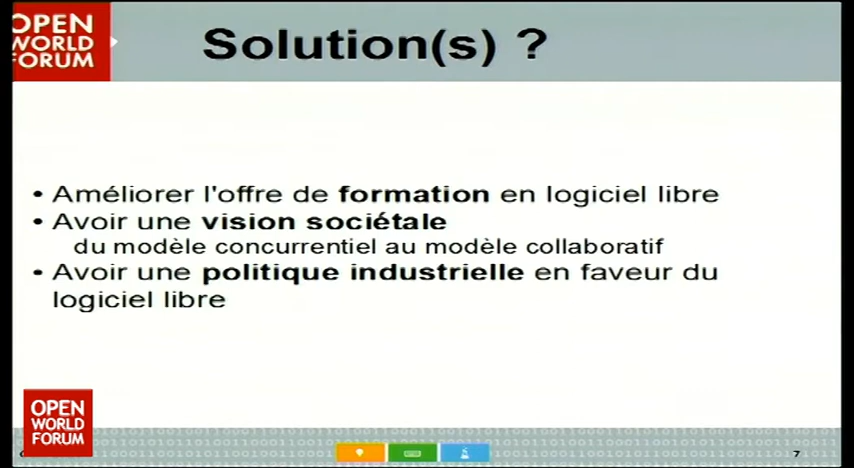 OPEN
WORLD
FORUM
Solution(s) ?
• Améliorer l'offre de formation en logiciel libre
• Avoir une vision sociétale
du modèle concurrentiel au modèle collaboratif
• Avoir une politique industrielle en faveur du
logiciel libre
OPEN
WORLD
FORUM
7